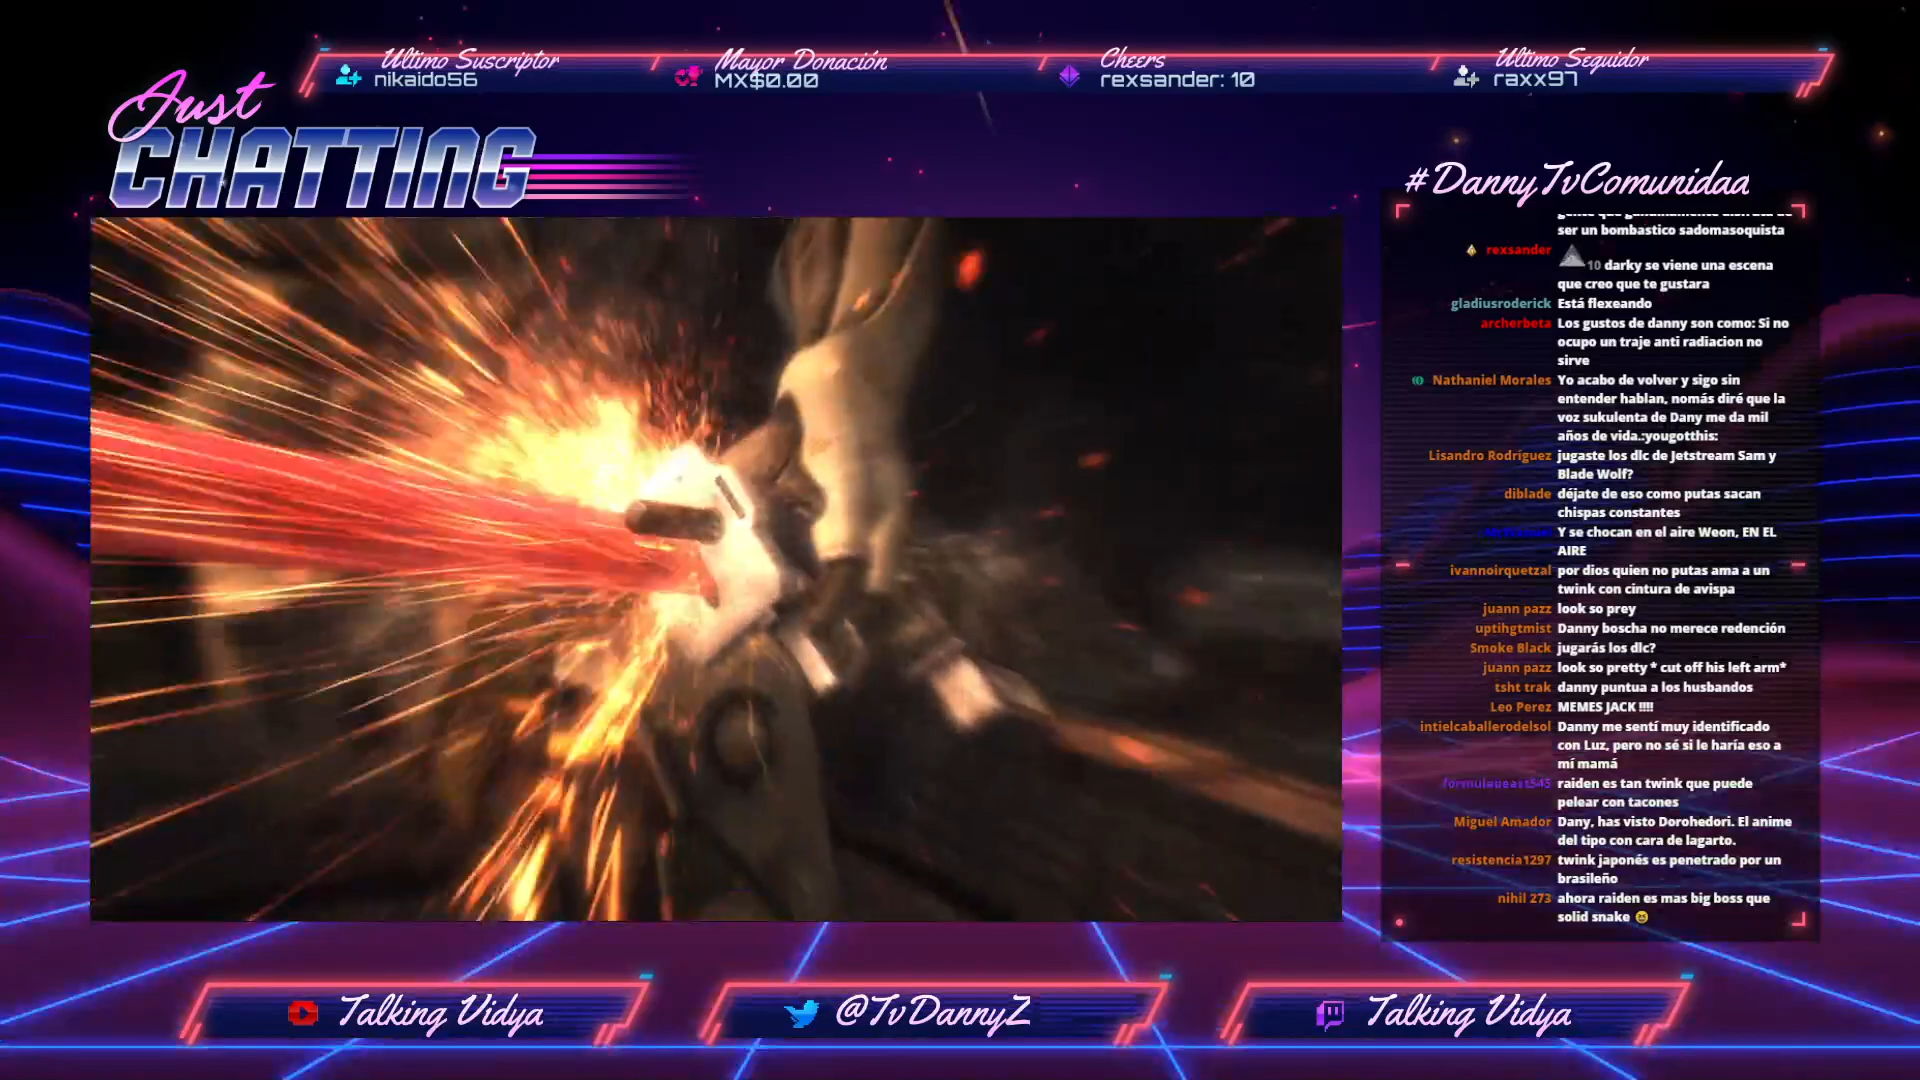 Ultimo Suscriptor
nikaido56
Mayor Donación
MX$0.00
Cheers
rexsander: 10
Ultimo Seguidor
raxx97
Just
CHATTING
#DannyTvComunidad
ser un bombastico sadomasoquista
rexsander 10 darky se viene una escena
que creo que te gustara
gladiusroderick Está flexeando
archerbeta Los gustos de danny son como: Si no
ocupo un traje anti radiacion no
sirve
Nathaniel Morales Yo acabo de volver y sigo sin
entender hablan, nomás diré que la
voz sukulenta de Dany me da mil
años de vida.:yougotthis:
Lisandro Rodríguez jugaste los dlc de Jetstream Sam y
Blade Wolf?
diblade déjate de eso como putas sacan
chispas constantes
Y se chocan en el aire Weon, EN EL
AIRE
ivannoirquetzal por dios quien no putas ama a un
twink con cintura de avispa
juann pazz look so prey
uptihgtmist Danny boscha no merece redención
Smoke Black jugarás los dlc?
juann pazz look so pretty * cut off his left arm*
tsht trak danny puntua a los husbandos
Leo Perez MEMES JACK !!!!
intielcaballerodelsol Danny me sentí muy identificado
con Luz, pero no sé si le haría eso a
mí mamá
raiden es tan twink que puede
pelear con tacones
Miguel Amador Dany, has visto Dorohedori. El anime
del tipo con cara de lagarto.
resistencia1297 twink japonés es penetrado por un
brasileño
nihil 273 ahora raiden es mas big boss que
solid snake
Talking Vidya
@TvDannyZ
Talking Vidya